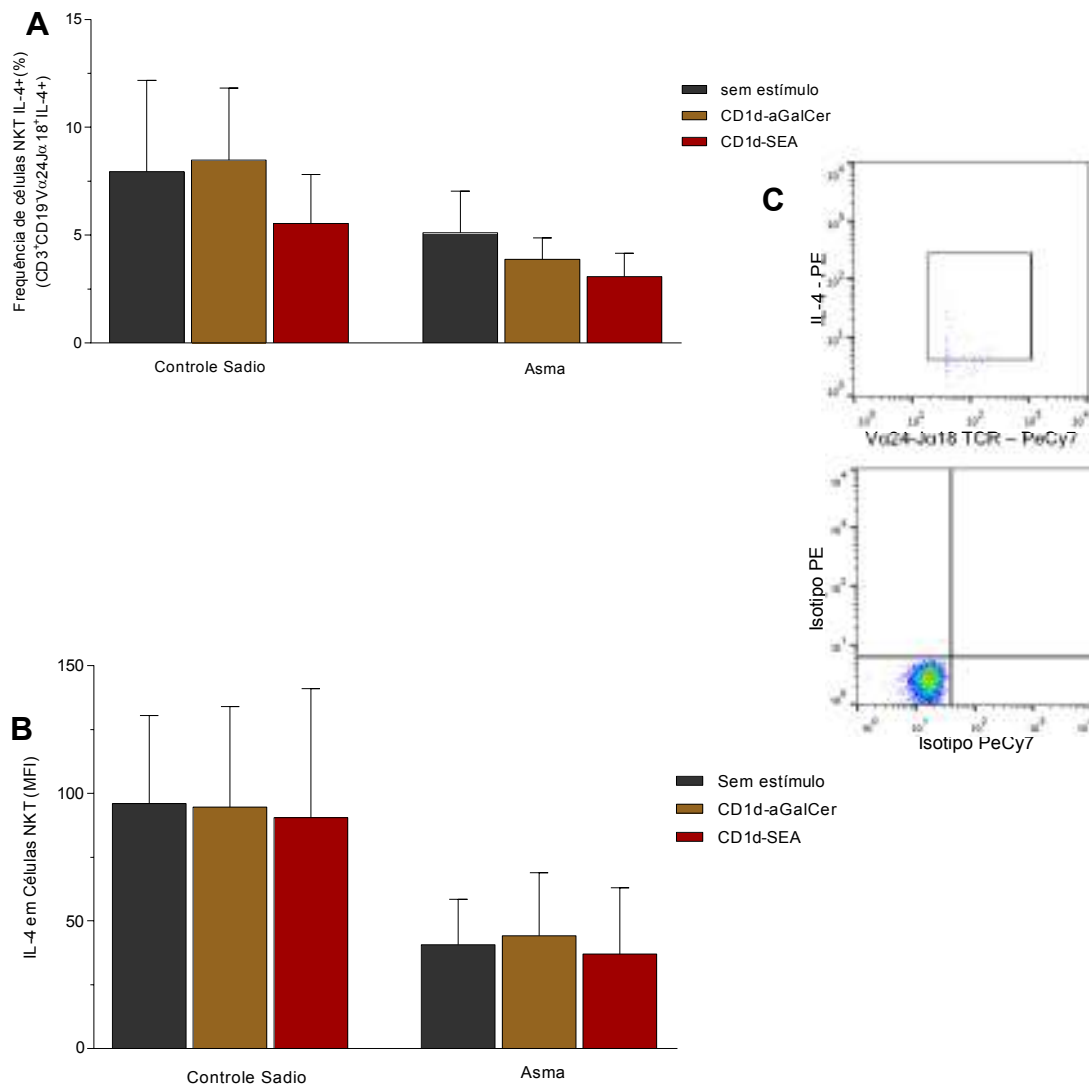 A
15
10
5
0
Frequência de células NKT IL-4+(%)
(CD3⁺CD19⁻Vα24Jα18⁺IL-4+)
Controle Sadio
Asma
sem estímulo
CD1d-aGalCer
CD1d-SEA
C
IL-4 - PE
Vα24-Jα18 TCR – PeCy7
Isotipo PE
Isotipo PeCy7
B
150
100
50
0
IL-4 em Células NKT (MFI)
Controle Sadio
Asma
Sem estímulo
CD1d-aGalCer
CD1d-SEA